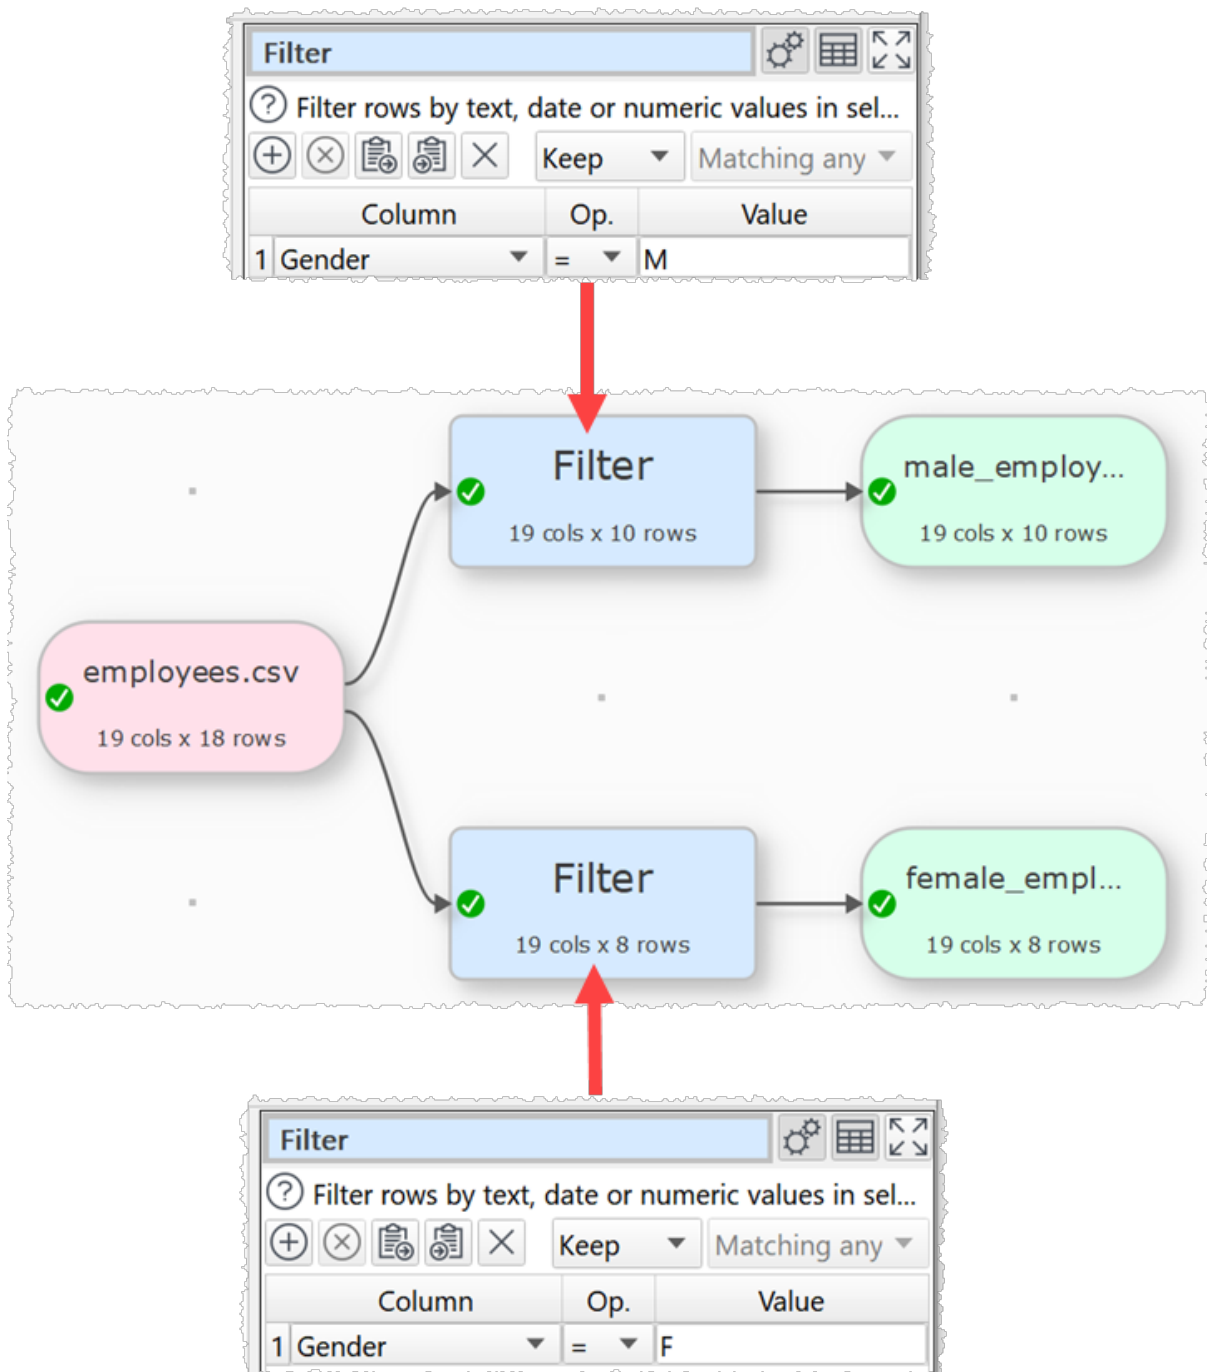 Filter
Filter rows by text, date or numeric values in sel...
Keep Matching any
Column Op. Value
1 Gender = M
Filter
19 cols x 10 rows
male_employ...
19 cols x 10 rows
employees.csv
19 cols x 18 rows
Filter
19 cols x 8 rows
female_empl...
19 cols x 8 rows
Filter
Filter rows by text, date or numeric values in sel...
Keep Matching any
Column Op. Value
1 Gender = F